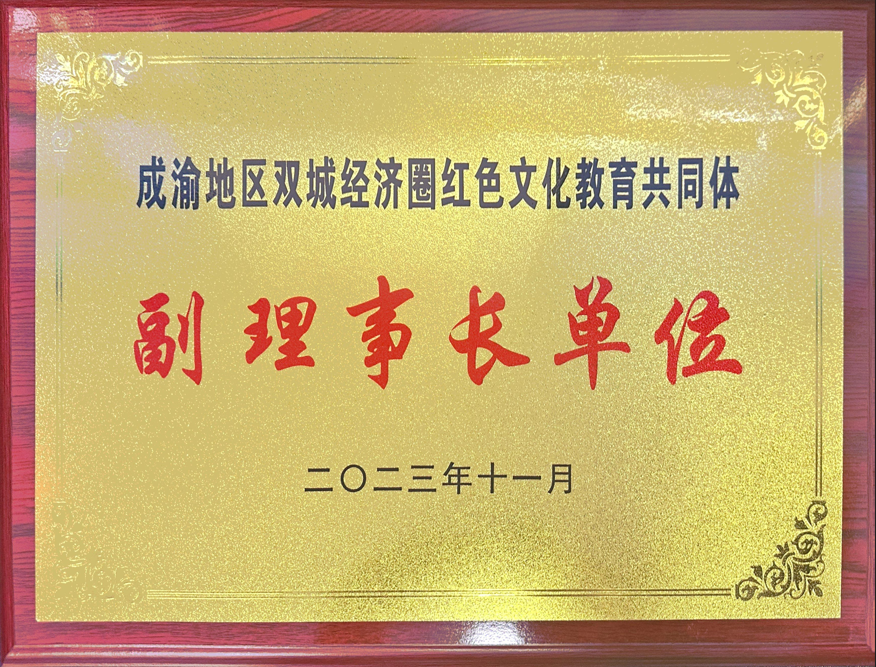 成渝地区双城经济圈红色文化教育共同体
副理事长单位
二〇二三年十一月